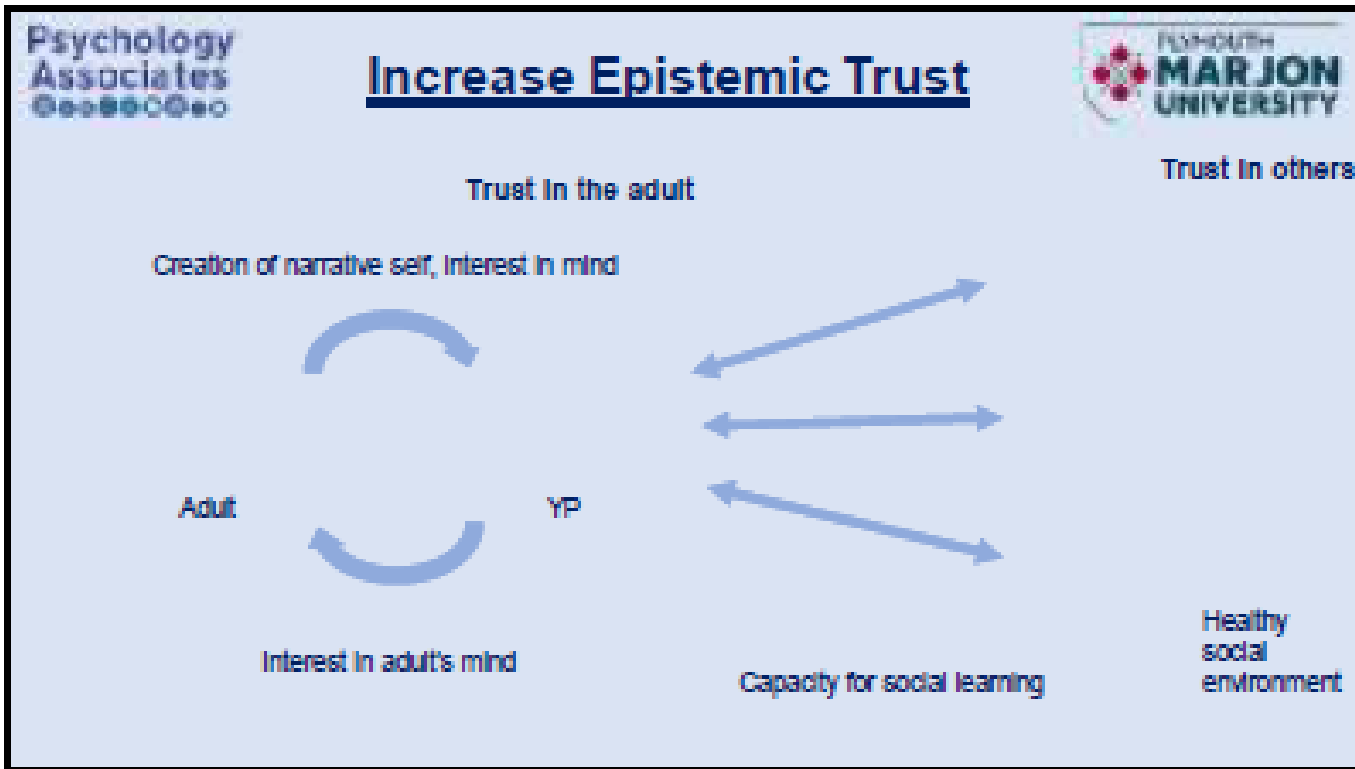 Psychology
Associates
Increase Epistemic Trust
PLYMOUTH
MARJON
UNIVERSITY
Trust in others
Trust in the adult
Creation of narrative self, interest in mind
Adult
YP
Interest in adult's mind
Capacity for social learning
Healthy
social
environment